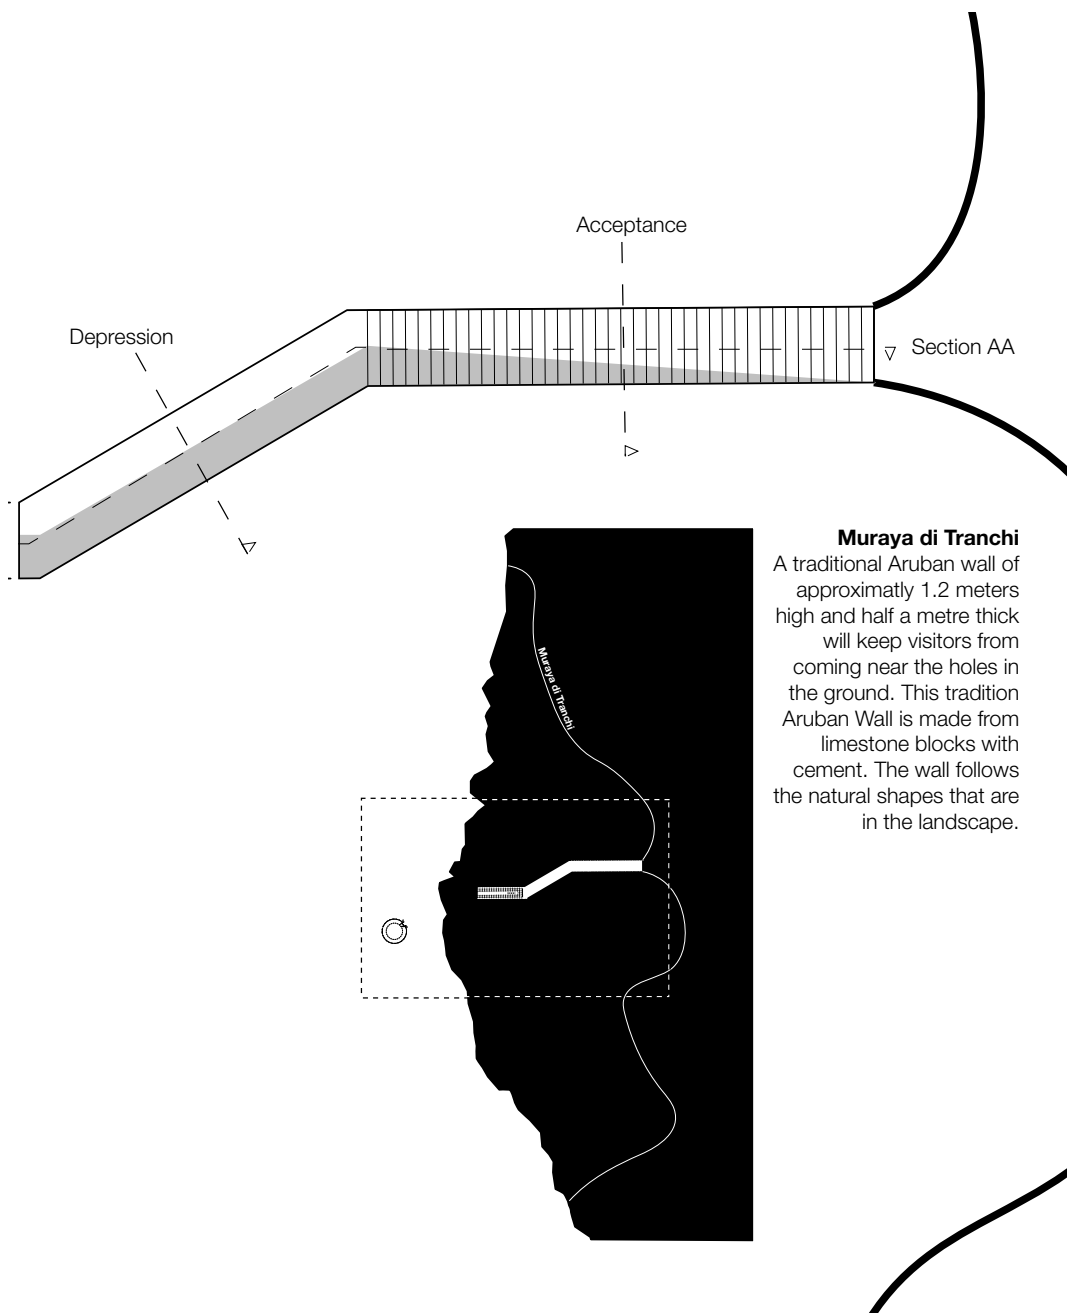 Acceptance
Depression
Section AA
Muraya di Tranchi
A traditional Aruban wall of
approximatly 1.2 meters
high and half a metre thick
will keep visitors from
coming near the holes in
the ground. This tradition
Aruban Wall is made from
limestone blocks with
cement. The wall follows
the natural shapes that are
in the landscape.
Muraya di Tranchi